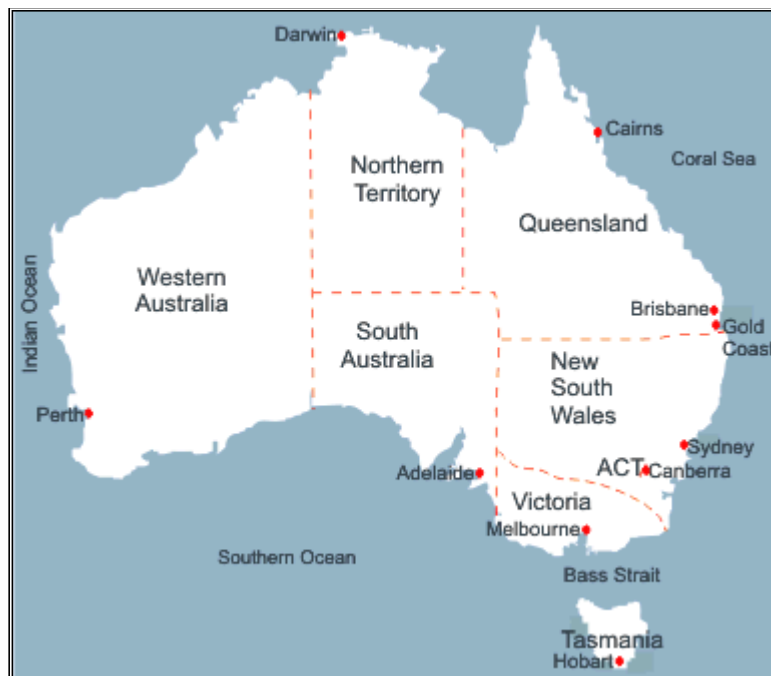 Darwin
Cairns
Coral Sea
Northern
Territory
Queensland
Western
Australia
Indian Ocean
Brisbane
Gold
Coast
South
Australia
New
South
Wales
Perth
Sydney
ACT
Canberra
Adelaide
Victoria
Melbourne
Southern Ocean
Bass Strait
Tasmania
Hobart